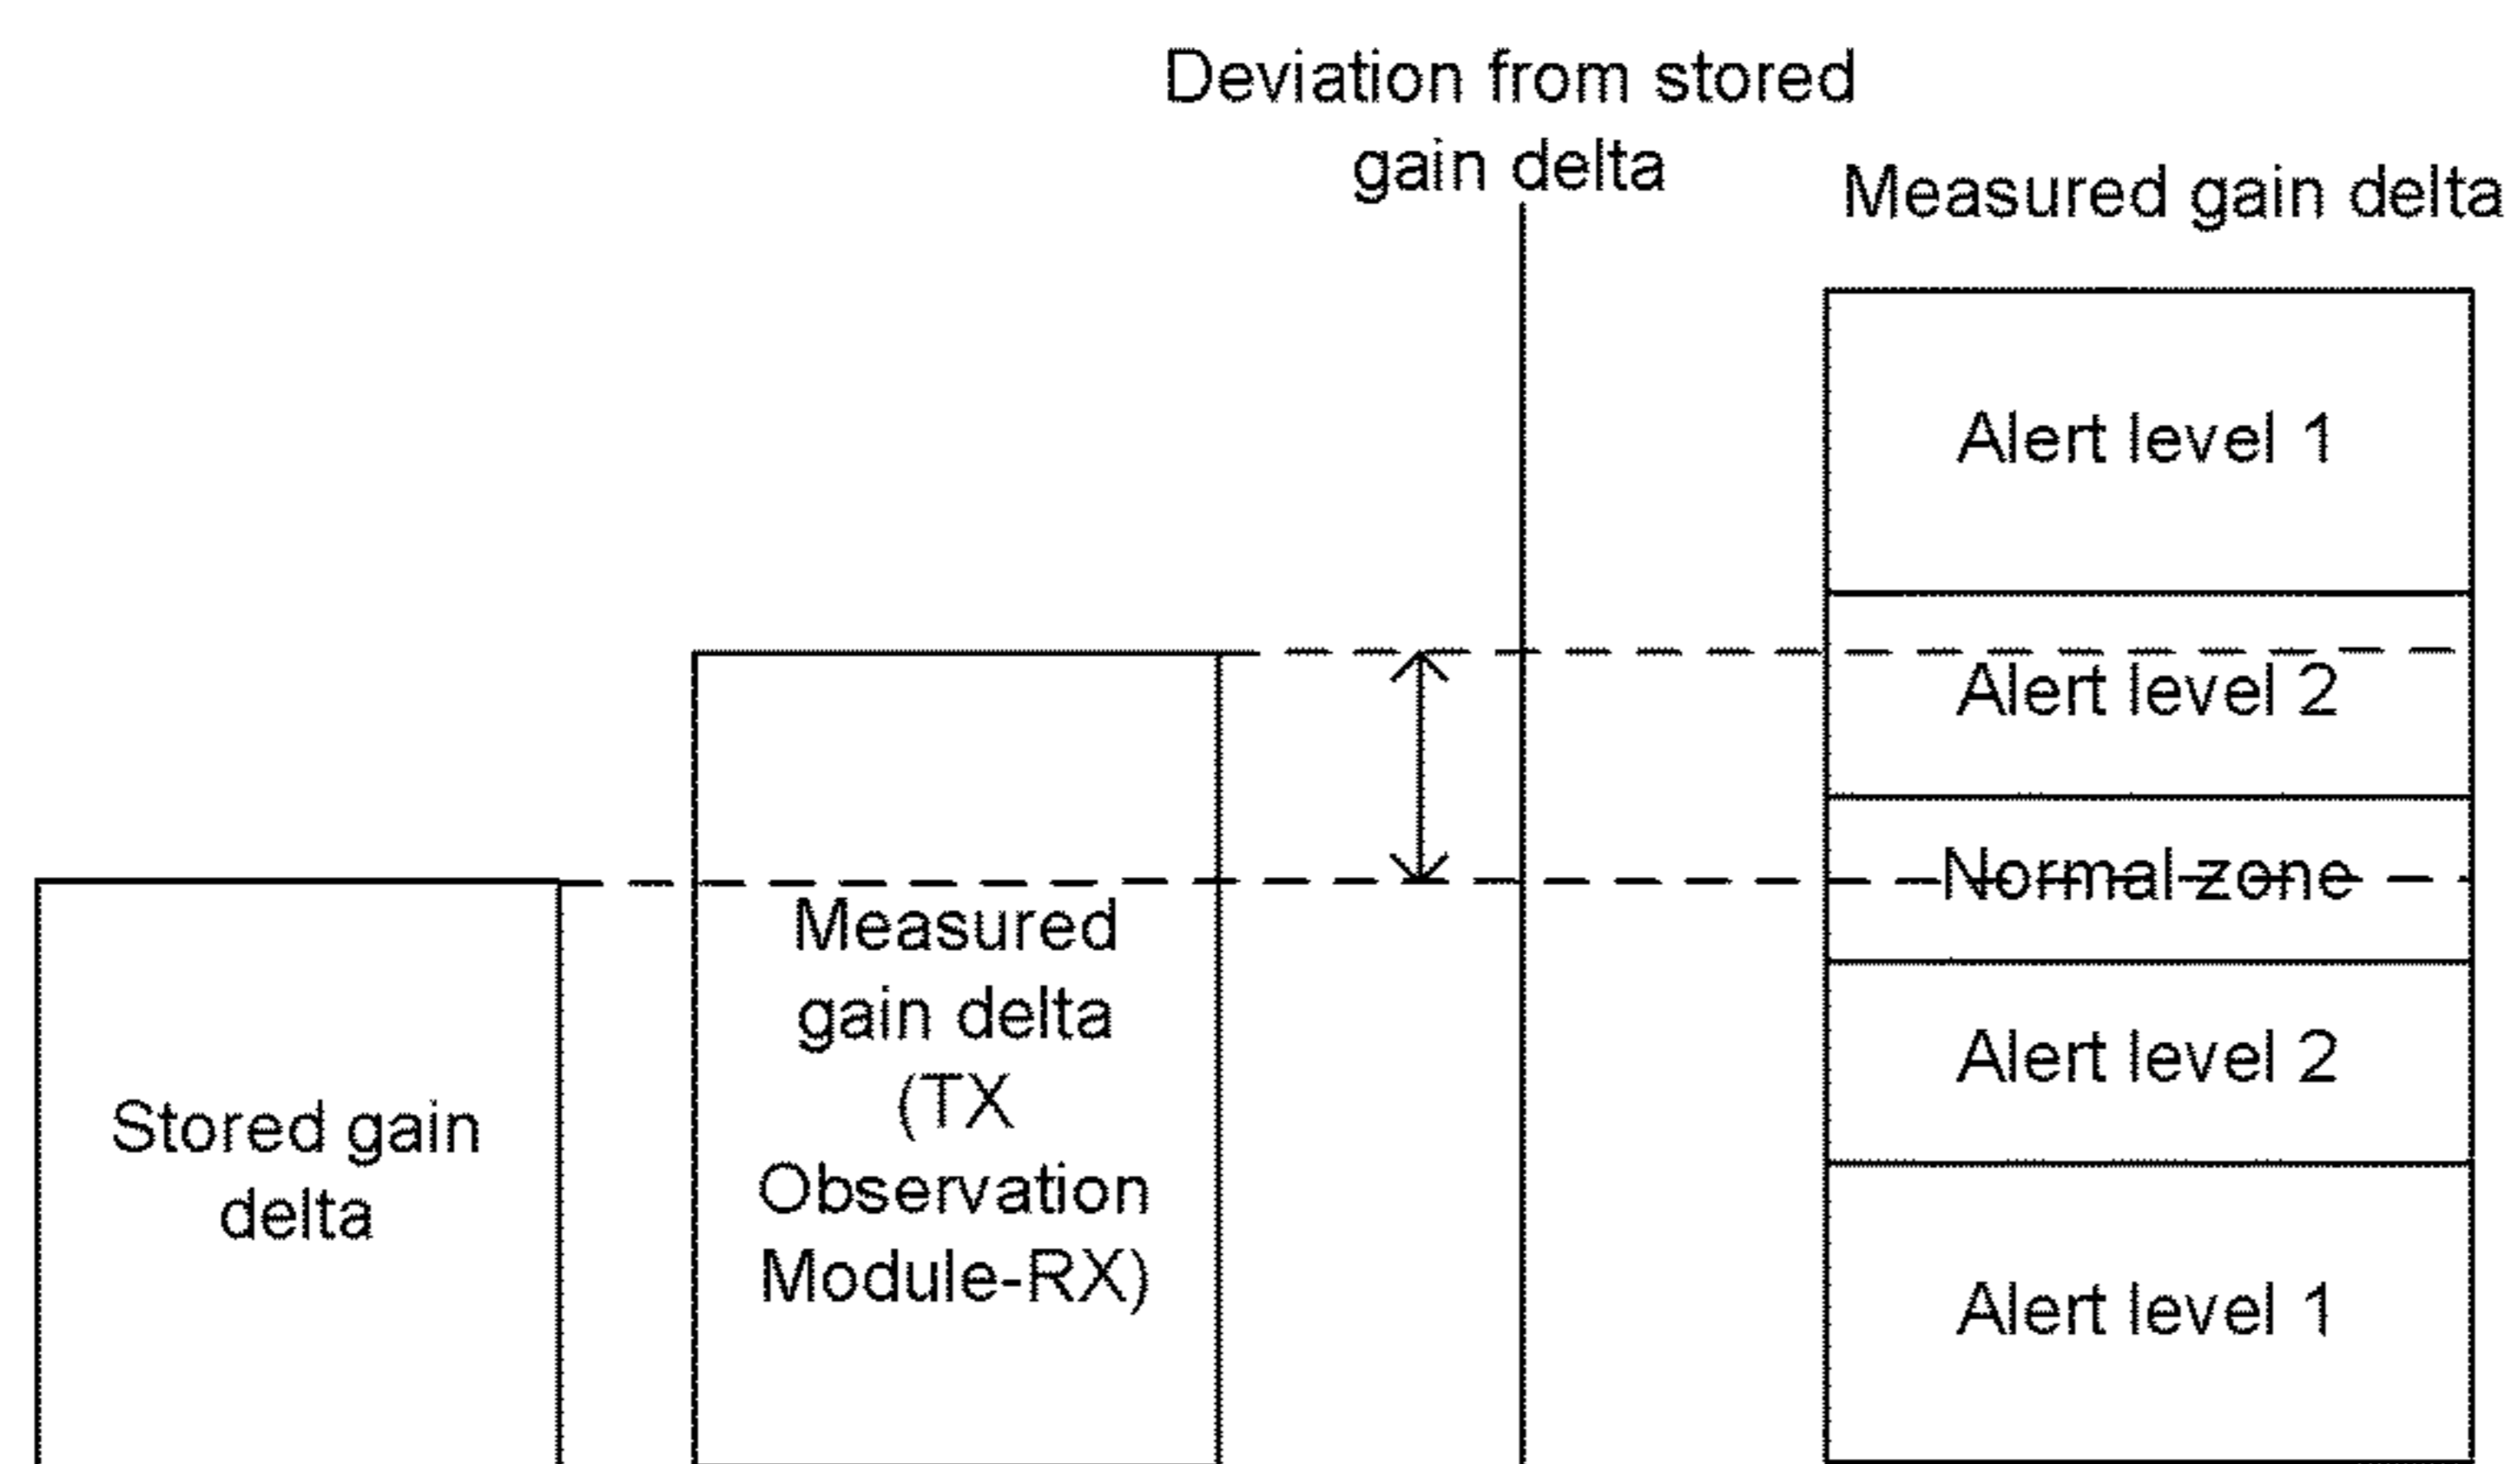 Deviation from stored
gain delta
Measured gain delta
Alert level 1
Alert level 2
Normal zone
Alert level 2
Alert level 1
Measured
gain delta
(TX
Observation
Module-RX)
Stored gain
delta